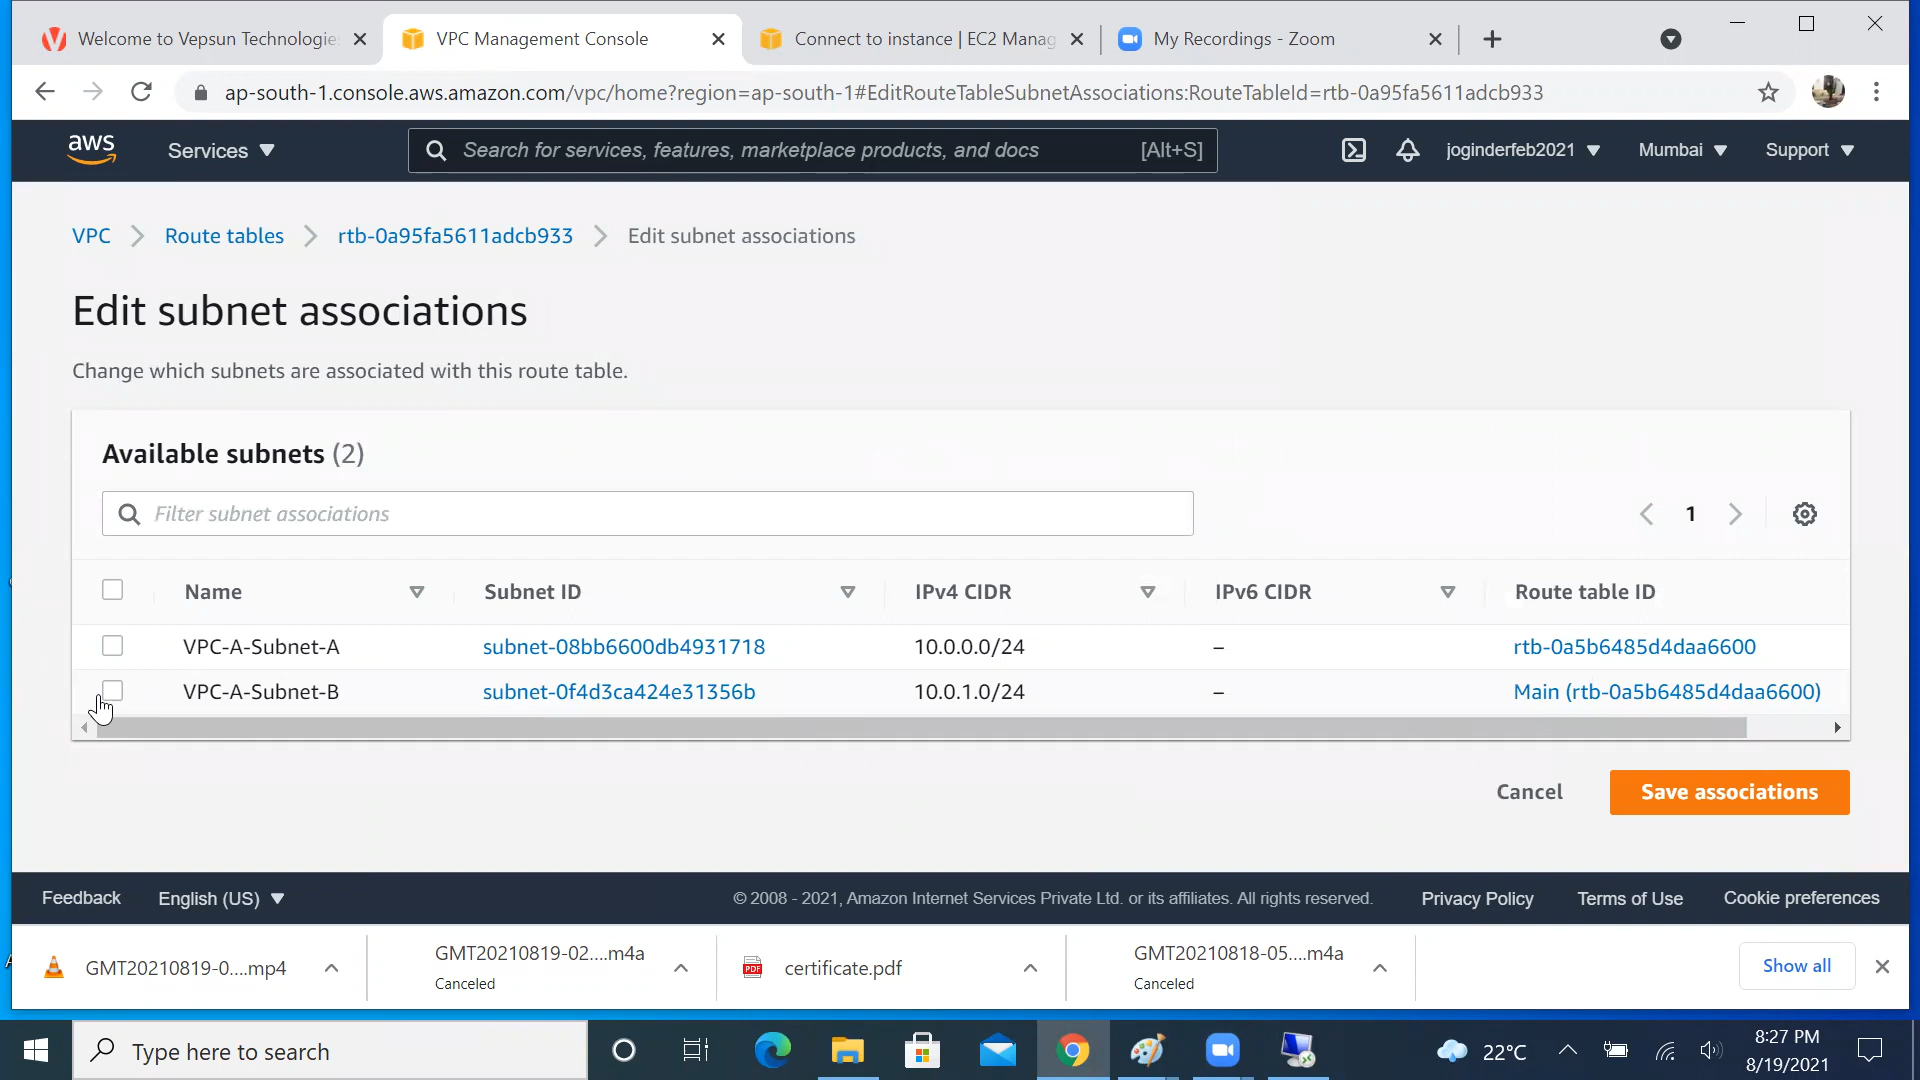 Welcome to Vepsun Technologie
VPC Management Console
Connect to instance | EC2 Manag
My Recordings - Zoom
ap-south-1.console.aws.amazon.com/vpc/home?region=ap-south-1#EditRouteTableSubnetAssociations:RouteTableId=rtb-0a95fa5611adcb933
aws
Services
Search for services, features, marketplace products, and docs
[Alt+S]
joginderfeb2021
Mumbai
Support
VPC
Route tables
rtb-0a95fa5611adcb933
Edit subnet associations
Edit subnet associations
Change which subnets are associated with this route table.
Available subnets (2)
Filter subnet associations
1
Name
Subnet ID
IPv4 CIDR
IPv6 CIDR
Route table ID
VPC-A-Subnet-A
subnet-08bb6600db4931718
10.0.0.0/24
–
rtb-0a5b6485d4daa6600
VPC-A-Subnet-B
subnet-0f4d3ca424e31356b
10.0.1.0/24
–
Main (rtb-0a5b6485d4daa6600)
Cancel
Save associations
Feedback
English (US)
© 2008 - 2021, Amazon Internet Services Private Ltd. or its affiliates. All rights reserved.
Privacy Policy
Terms of Use
Cookie preferences
GMT20210819-0....mp4
GMT20210819-02....m4a
Canceled
PDF
certificate.pdf
GMT20210818-05....m4a
Canceled
Show all
Type here to search
22°C
8:27 PM
8/19/2021